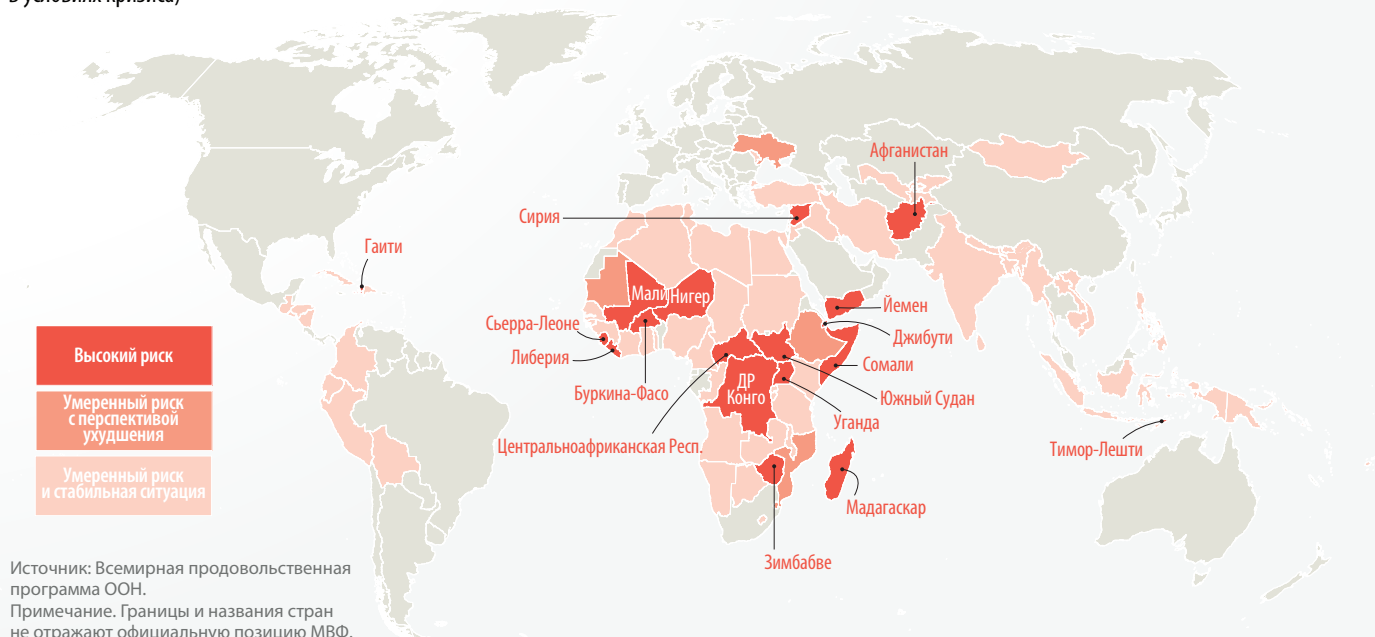 в условиях кризиса)
Афганистан
Сирия
Гаити
Мали
Нигер
Йемен
Сьерра-Леоне
Джибути
Либерия
Сомали
Буркина-Фасо
ДР
Конго
Южный Судан
Уганда
Центральноафриканская Респ.
Тимор-Лешти
Мадагаскар
Зимбабве
Высокий риск
Умеренный риск
с перспективой
ухудшения
Умеренный риск
и стабильная ситуация
Источник: Всемирная продовольственная
программа ООН.
Примечание. Границы и названия стран
не отражают официальную позицию МВФ.